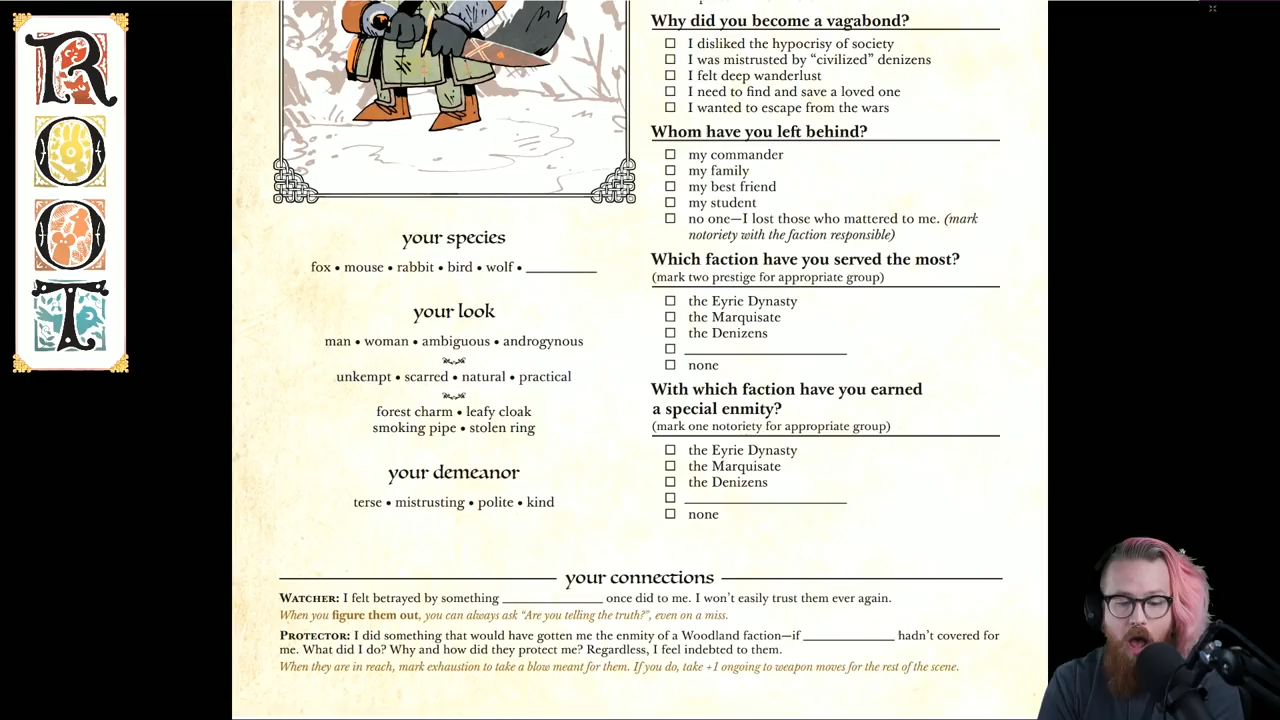 ROOT
your species
fox • mouse • rabbit • bird • wolf • __________
your look
man • woman • ambiguous • androgynous
unkempt • scarred • natural • practical
forest charm • leafy cloak
smoking pipe • stolen ring
your demeanor
terse • mistrusting • polite • kind
Why did you become a vagabond?
☐ I disliked the hypocrisy of society
☐ I was mistrusted by “civilized” denizens
☐ I felt deep wanderlust
☐ I need to find and save a loved one
☐ I wanted to escape from the wars
Whom have you left behind?
☐ my commander
☐ my family
☐ my best friend
☐ my student
☐ no one—I lost those who mattered to me. (mark
notoriety with the faction responsible)
Which faction have you served the most?
(mark two prestige for appropriate group)
☐ the Eyrie Dynasty
☐ the Marquisate
☐ the Denizens
☐ ______________________
☐ none
With which faction have you earned
a special enmity?
(mark one notoriety for appropriate group)
☐ the Eyrie Dynasty
☐ the Marquisate
☐ the Denizens
☐ ______________________
☐ none
your connections
Watcher: I felt betrayed by something ______________ once did to me. I won’t easily trust them ever again.
When you figure them out, you can always ask “Are you telling the truth?”, even on a miss.
Protector: I did something that would have gotten me the enmity of a Woodland faction—if _____________ hadn’t covered for
me. What did I do? Why and how did they protect me? Regardless, I feel indebted to them.
When they are in reach, mark exhaustion to take a blow meant for them. If you do, take +1 ongoing to weapon moves for the rest of the scene.